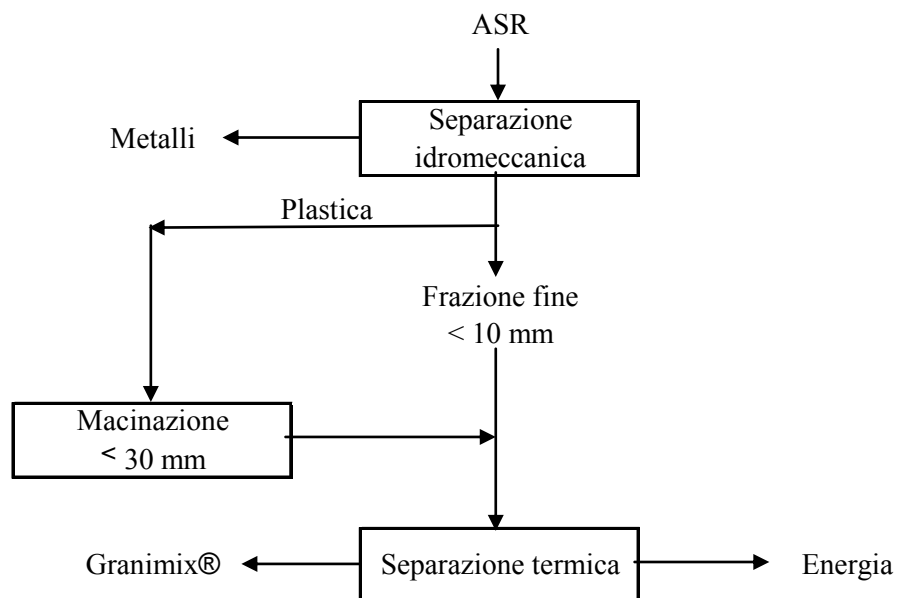 ASR
Separazione
idromeccanica
Metalli
Plastica
Frazione fine
< 10 mm
Macinazione
< 30 mm
Granimix®
Separazione termica
Energia